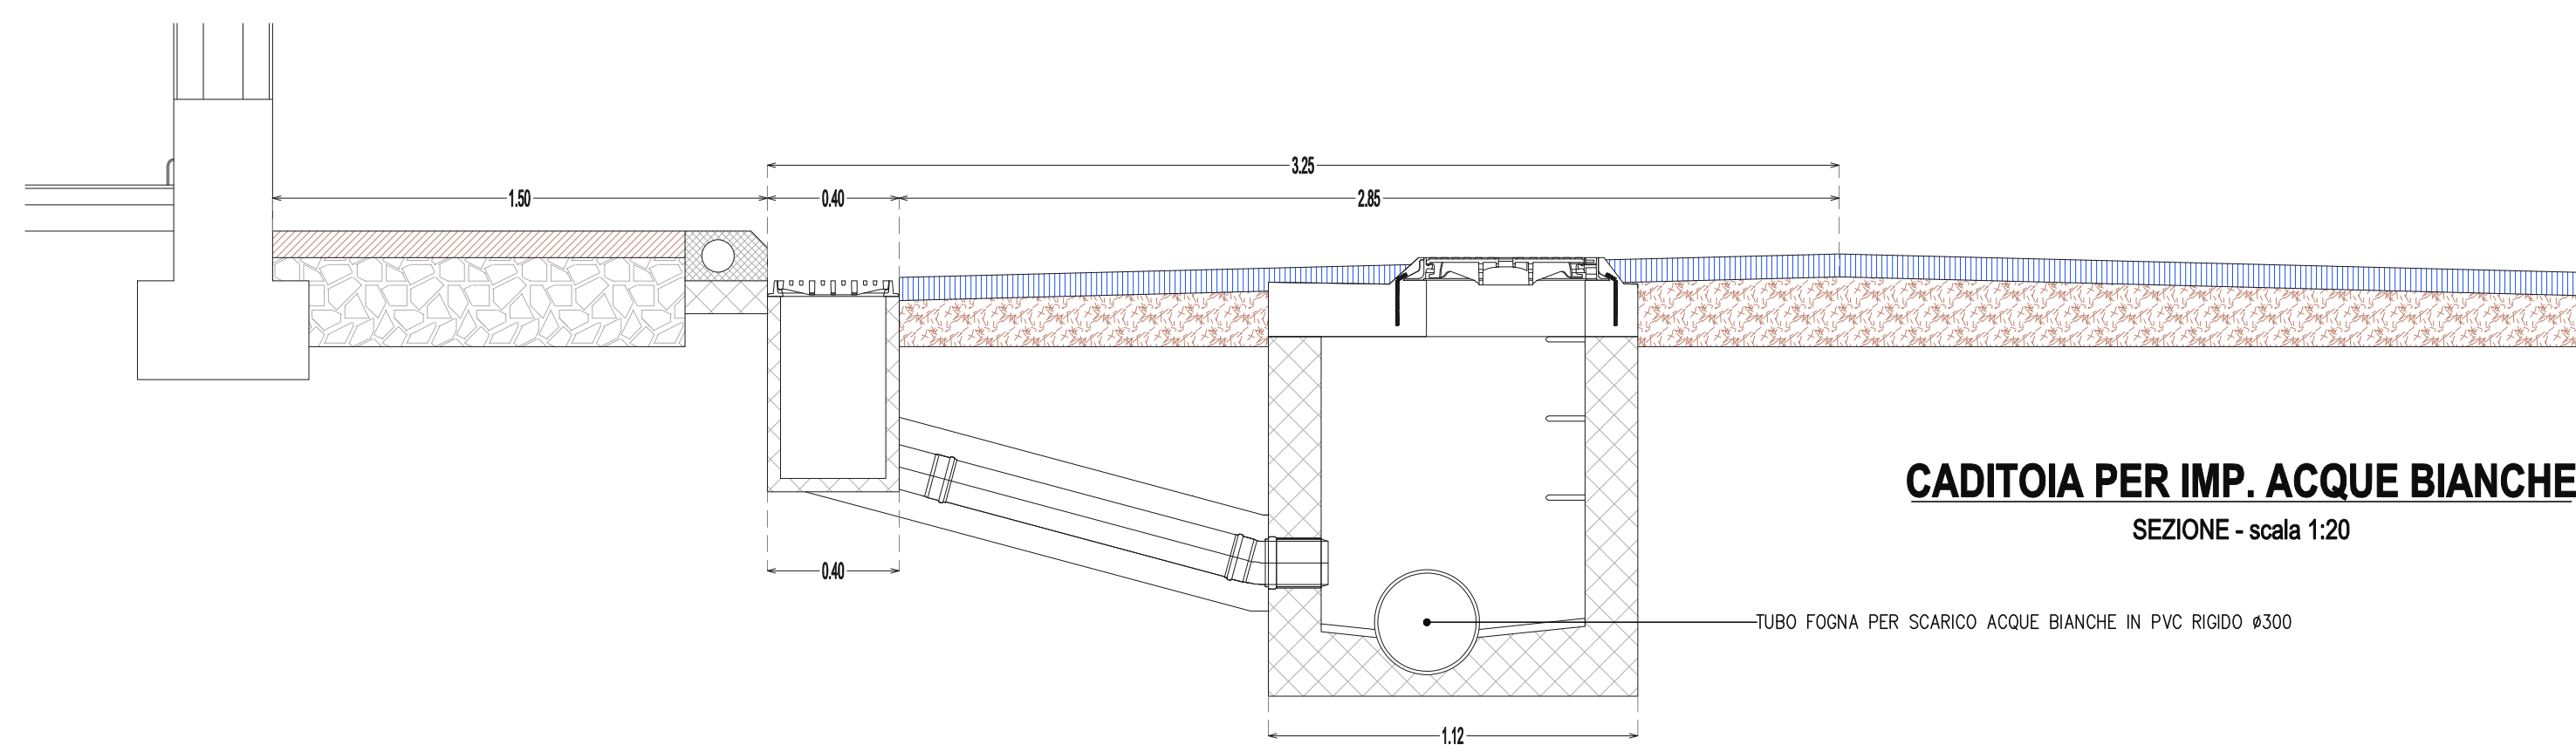 3.25
1.50
0.40
2.85
CADITOIA PER IMP. ACQUE BIANCHE
SEZIONE - scala 1:20
0.40
TUBO FOGNA PER SCARICO ACQUE BIANCHE IN PVC RIGIDO ø300
1.12